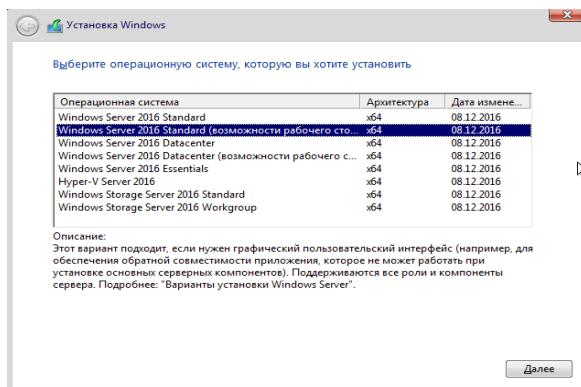 Установка Windows
Выберите операционную систему, которую вы хотите установить
Операционная система Архитектура Дата измене...
Windows Server 2016 Standard x64 08.12.2016
Windows Server 2016 Standard (возможности рабочего сто... x64 08.12.2016
Windows Server 2016 Datacenter x64 08.12.2016
Windows Server 2016 Datacenter (возможности рабочего с... x64 08.12.2016
Windows Server 2016 Essentials x64 08.12.2016
Hyper-V Server 2016 x64 08.12.2016
Windows Storage Server 2016 Standard x64 08.12.2016
Windows Storage Server 2016 Workgroup x64 08.12.2016
Описание:
Этот вариант подходит, если нужен графический пользовательский интерфейс (например, для
обеспечения обратной совместимости приложения, которое не может работать при
установке основных серверных компонентов). Поддерживаются все роли и компоненты
сервера. Подробнее: "Варианты установки Windows Server".
Далее